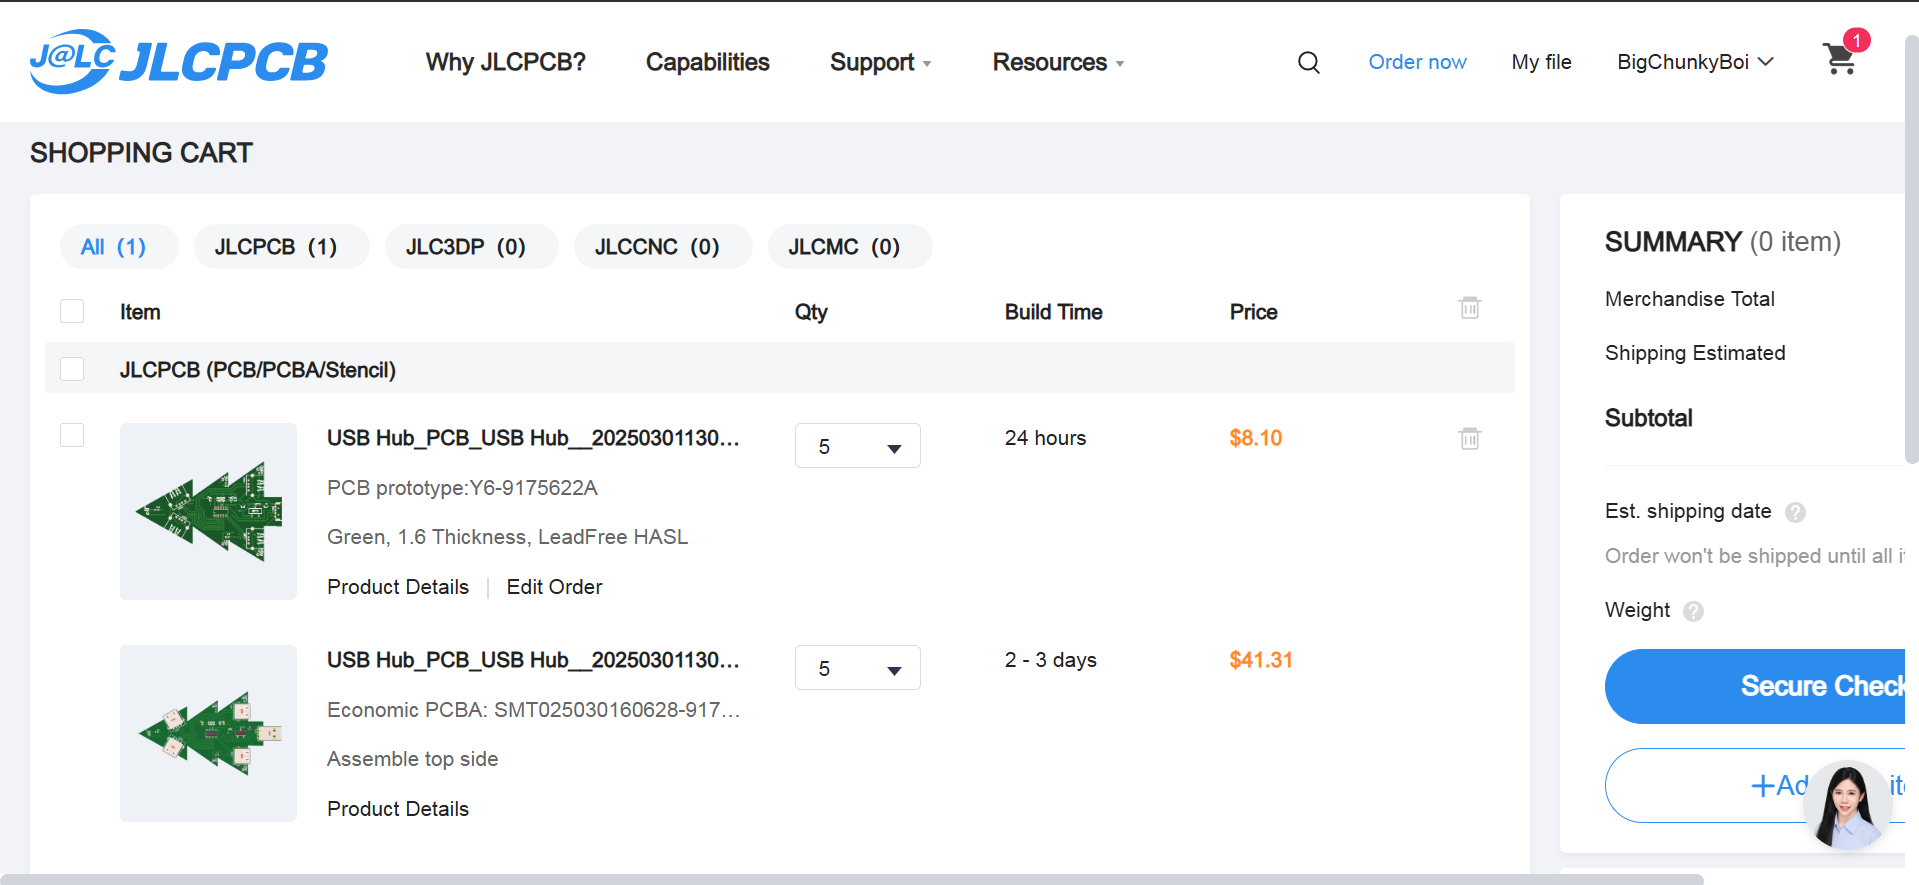 J@LC JLCPCB
Why JLCPCB?
Capabilities
Support
Resources
Order now
My file
BigChunkyBoi
1
SHOPPING CART
All (1)
JLCPCB (1)
JLC3DP (0)
JLCCNC (0)
JLCMC (0)
Item
Qty
Build Time
Price
JLCPCB (PCB/PCBA/Stencil)
USB Hub_PCB_USB Hub__20250301130...
5
24 hours
$8.10
PCB prototype:Y6-9175622A
Green, 1.6 Thickness, LeadFree HASL
Product Details
Edit Order
USB Hub_PCB_USB Hub__20250301130...
5
2 - 3 days
$41.31
Economic PCBA: SMT025030160628-917...
Assemble top side
Product Details
SUMMARY (0 item)
Merchandise Total
Shipping Estimated
Subtotal
Est. shipping date ?
Order won't be shipped until all
Weight ?
Secure Check